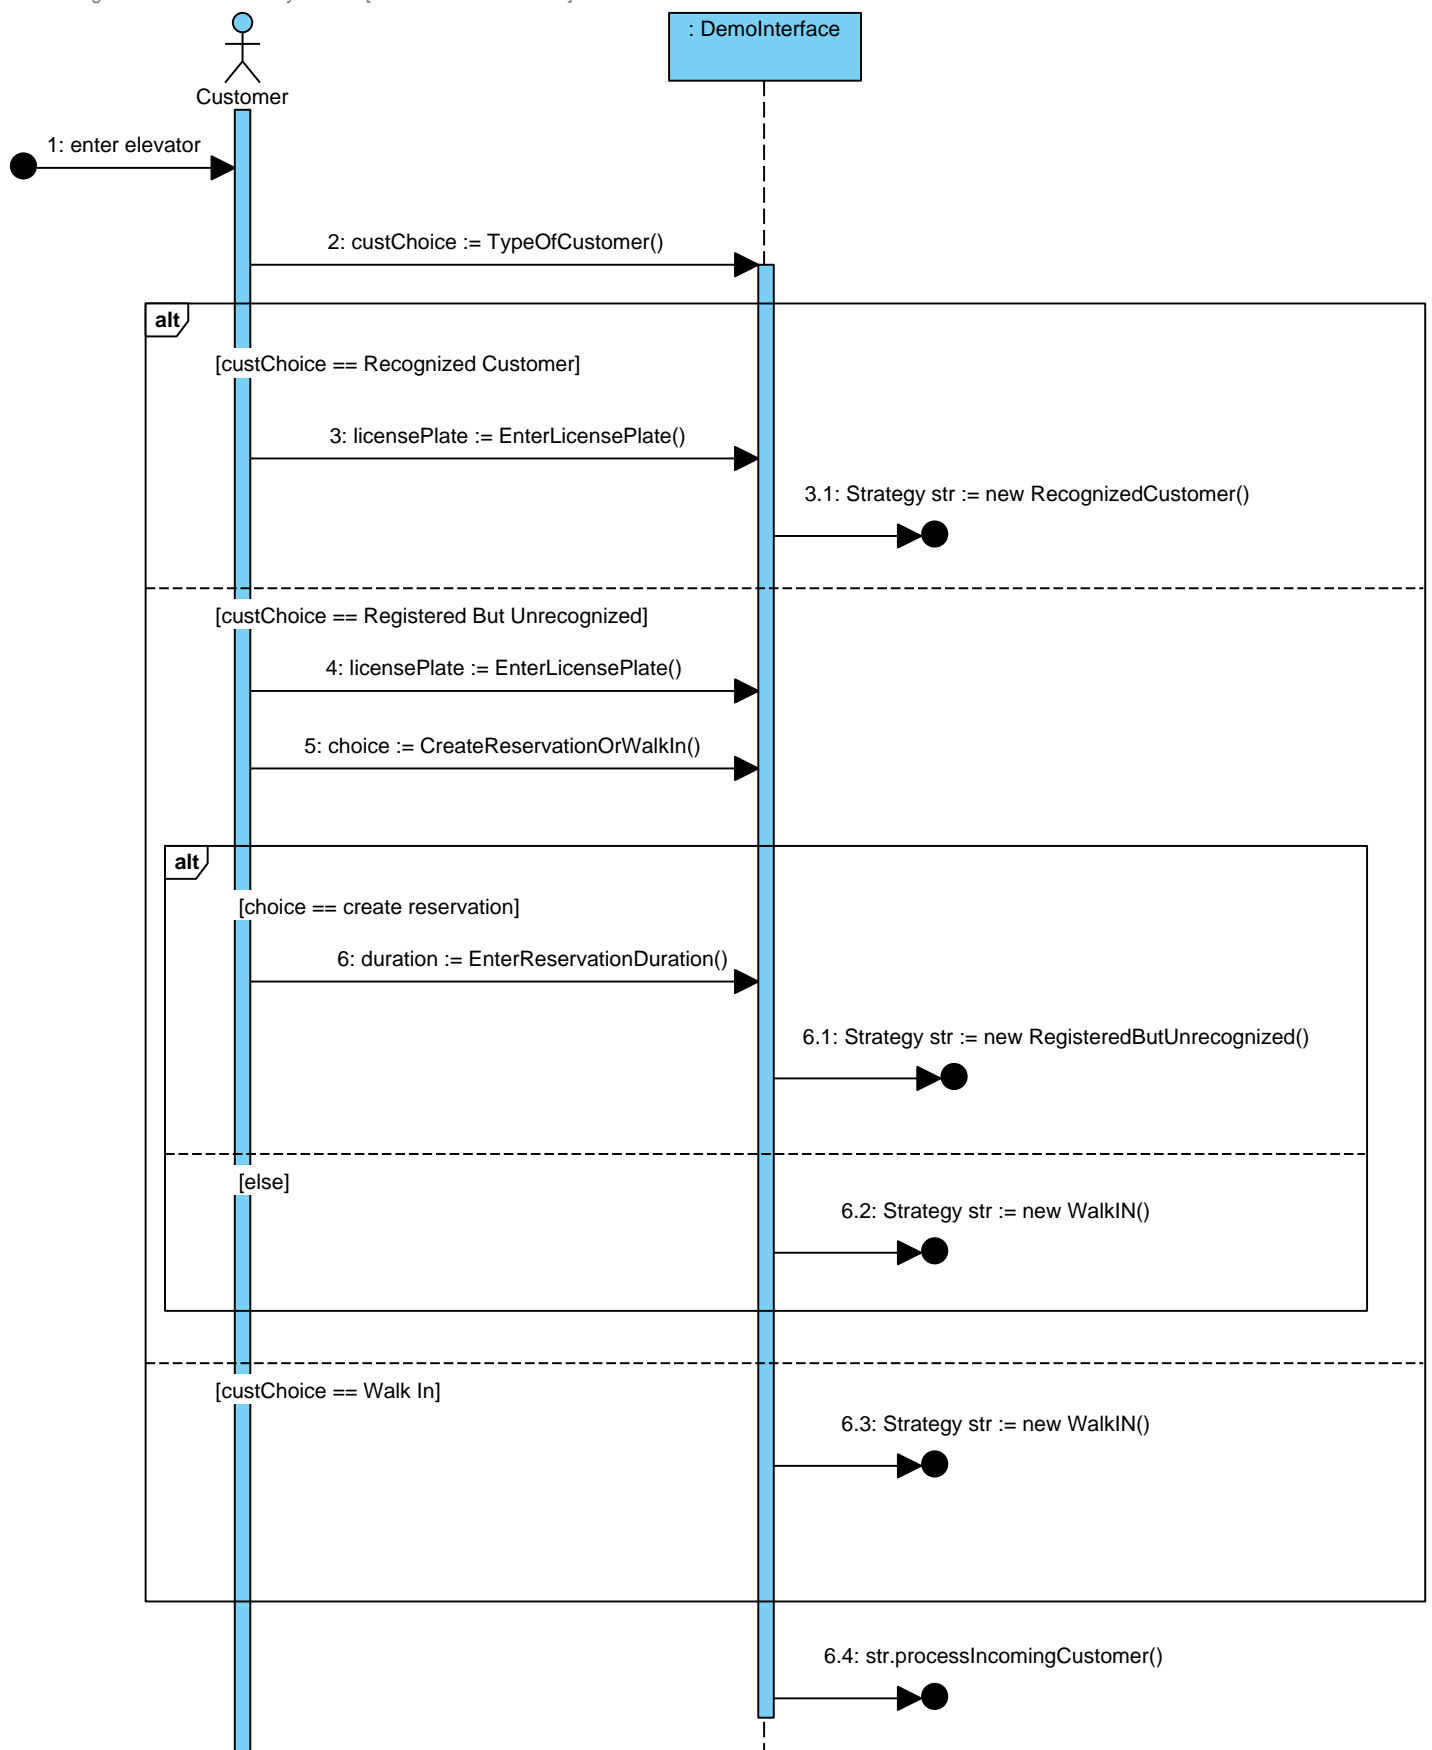 : DemoInterface
Customer
1: enter elevator
2: custChoice := TypeOfCustomer()
alt
[custChoice == Recognized Customer]
3: licensePlate := EnterLicensePlate()
3.1: Strategy str := new RecognizedCustomer()
[custChoice == Registered But Unrecognized]
4: licensePlate := EnterLicensePlate()
5: choice := CreateReservationOrWalkIn()
alt
[choice == create reservation]
6: duration := EnterReservationDuration()
6.1: Strategy str := new RegisteredButUnrecognized()
[else]
6.2: Strategy str := new WalkIN()
[custChoice == Walk In]
6.3: Strategy str := new WalkIN()
6.4: str.processIncomingCustomer()